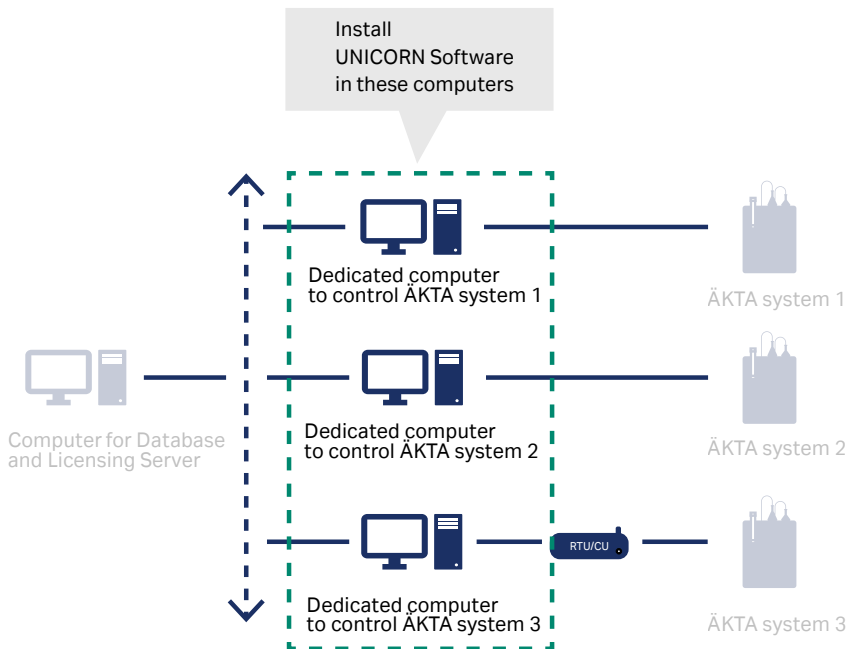 Install
UNICORN Software
in these computers
Dedicated computer
to control ÄKTA system 1
ÄKTA system 1
Computer for Database
and Licensing Server
Dedicated computer
to control ÄKTA system 2
ÄKTA system 2
RTU/CU
Dedicated computer
to control ÄKTA system 3
ÄKTA system 3